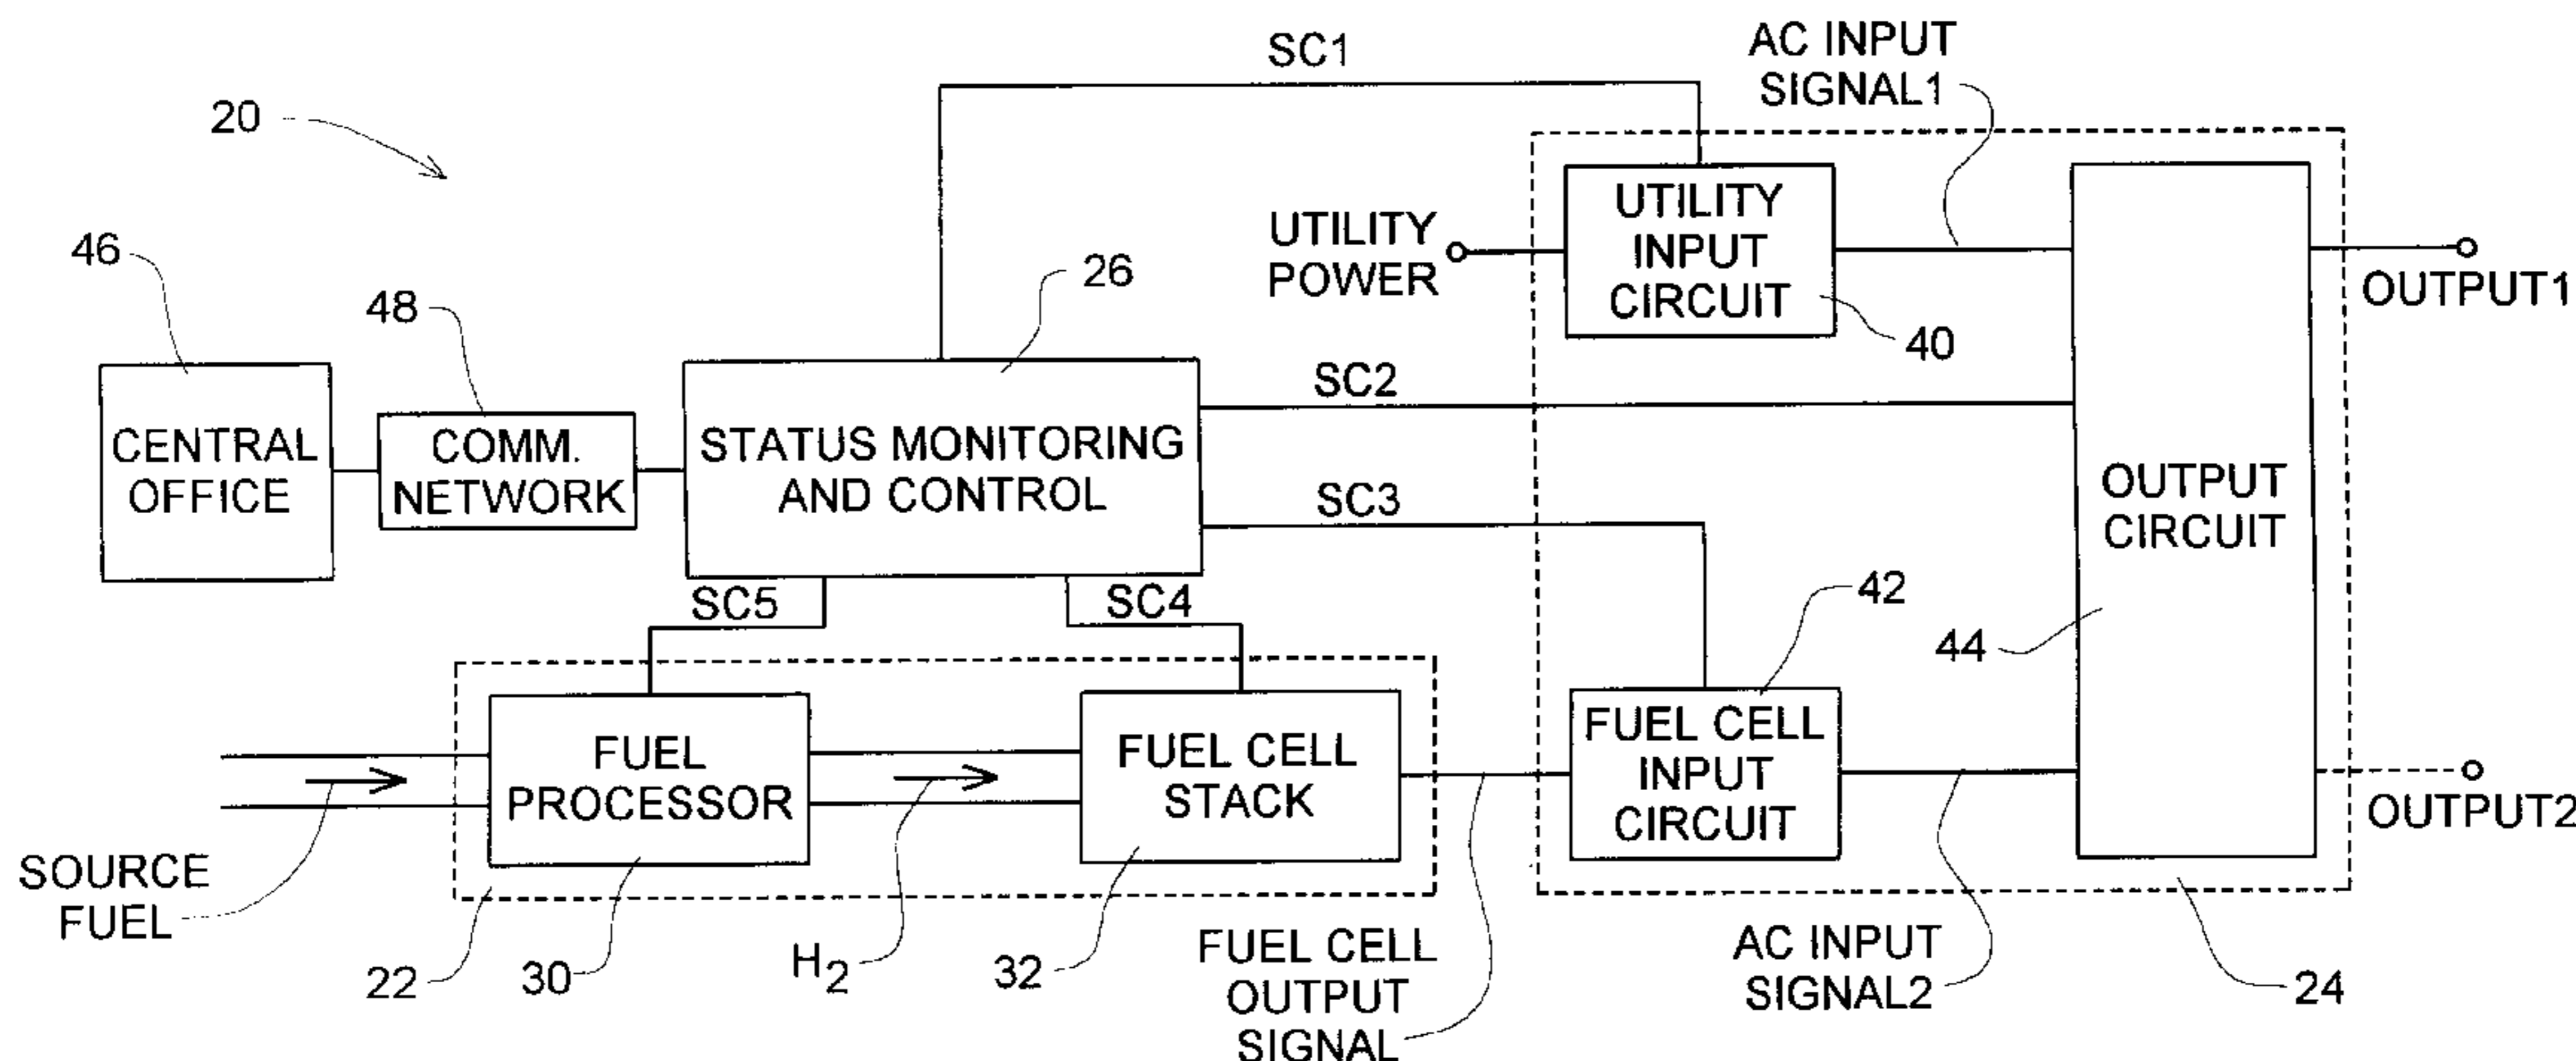 SC1
AC INPUT
SIGNAL1
20
UTILITY
INPUT
CIRCUIT
UTILITY
POWER
46
26
OUTPUT1
48
40
SC2
CENTRAL
OFFICE
COMM.
NETWORK
STATUS MONITORING
AND CONTROL
SC3
OUTPUT
CIRCUIT
SC5
SC4
42
44
FUEL
PROCESSOR
FUEL CELL
STACK
FUEL CELL
INPUT
CIRCUIT
OUTPUT2
SOURCE
FUEL
22
30
H2
32
FUEL CELL
OUTPUT
SIGNAL
AC INPUT
SIGNAL2
24